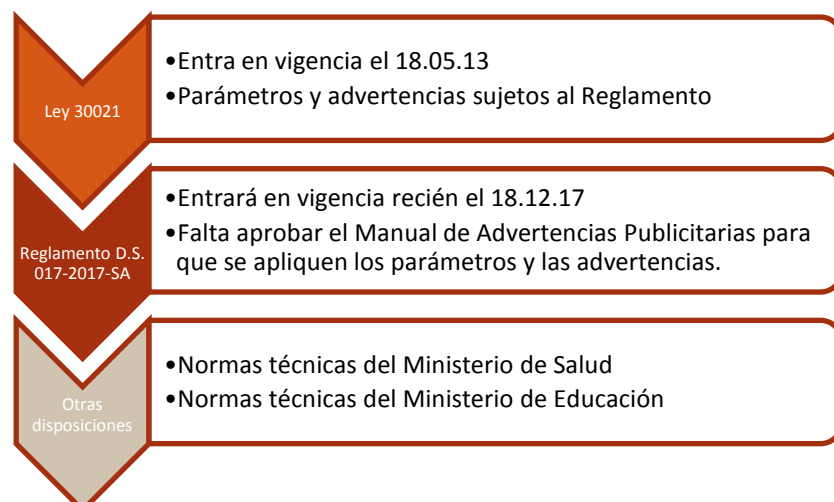 Ley 30021
•Entra en vigencia el 18.05.13
•Parámetros y advertencias sujetos al Reglamento
Reglamento D.S.
017-2017-SA
•Entrará en vigencia recién el 18.12.17
•Falta aprobar el Manual de Advertencias Publicitarias para
que se apliquen los parámetros y las advertencias.
Otras
disposiciones
•Normas técnicas del Ministerio de Salud
•Normas técnicas del Ministerio de Educación